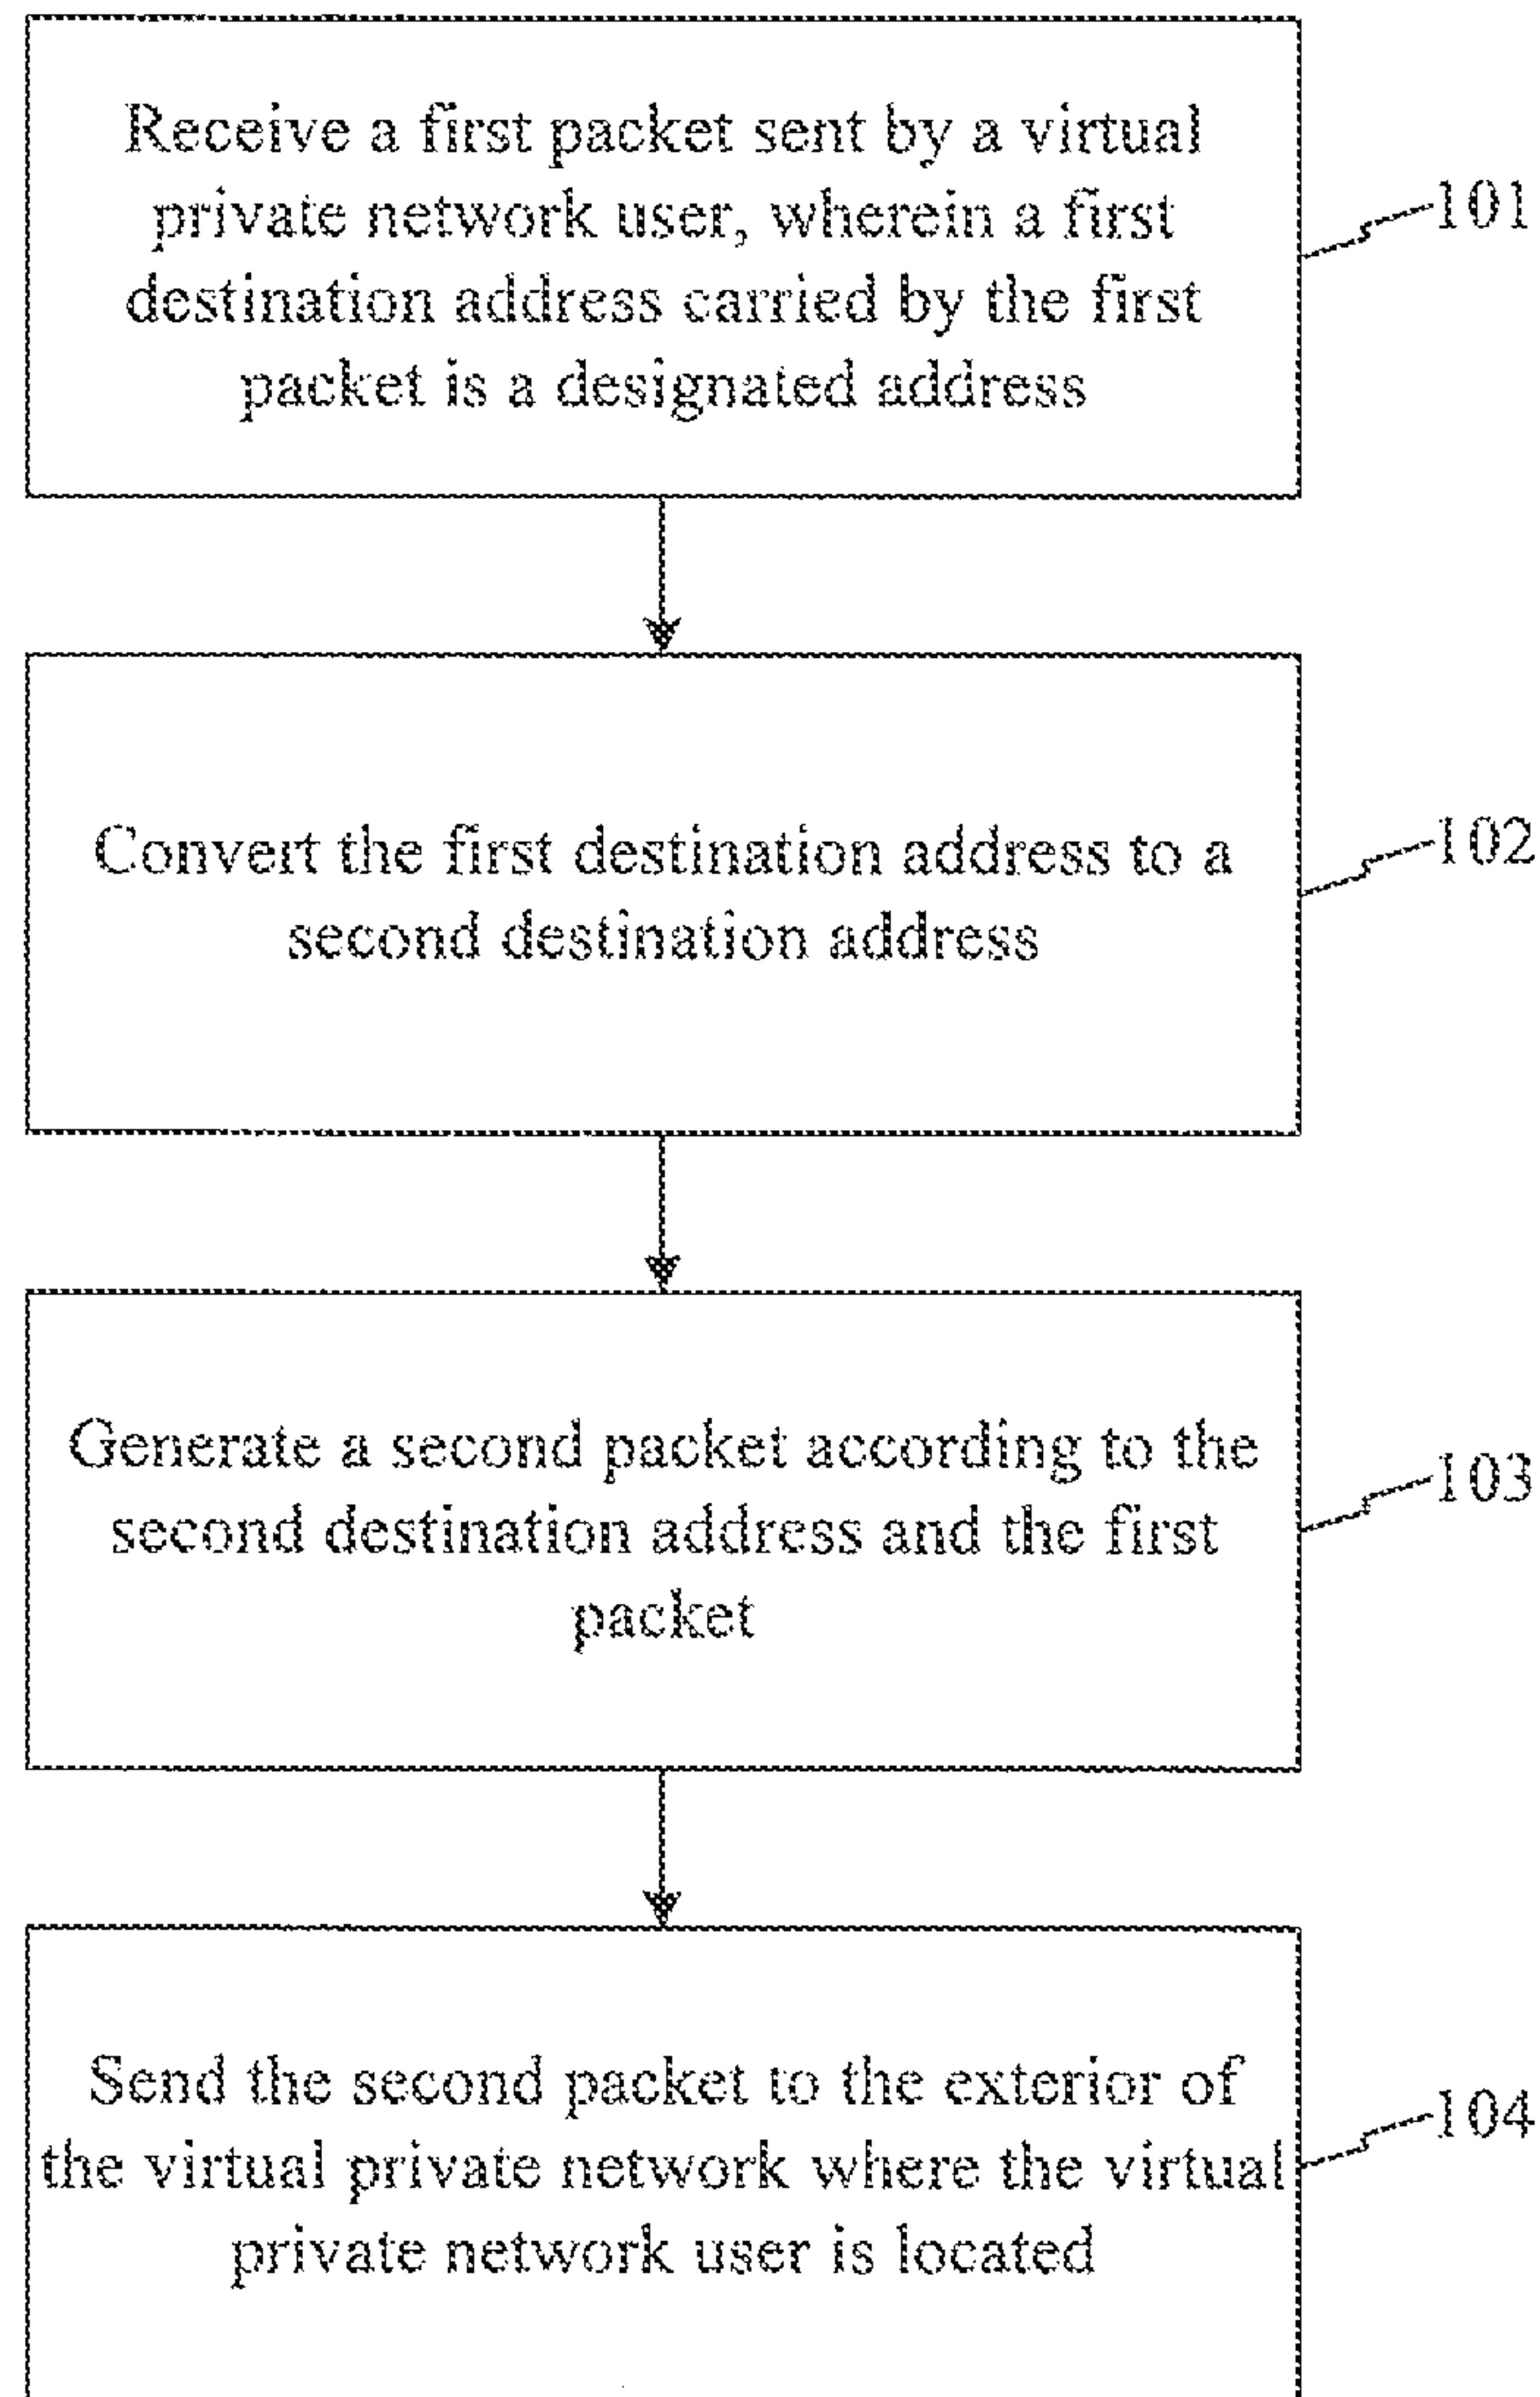 Receive a first packet sent by a virtual
private network user, wherein a first
destination address carried by the first
packet is a designated address
101
Convert the first destination address to a
second destination address
102
Generate a second packet according to the
second destination address and the first
packet
103
Send the second packet to the exterior of
the virtual private network where the virtual
private network user is located
104